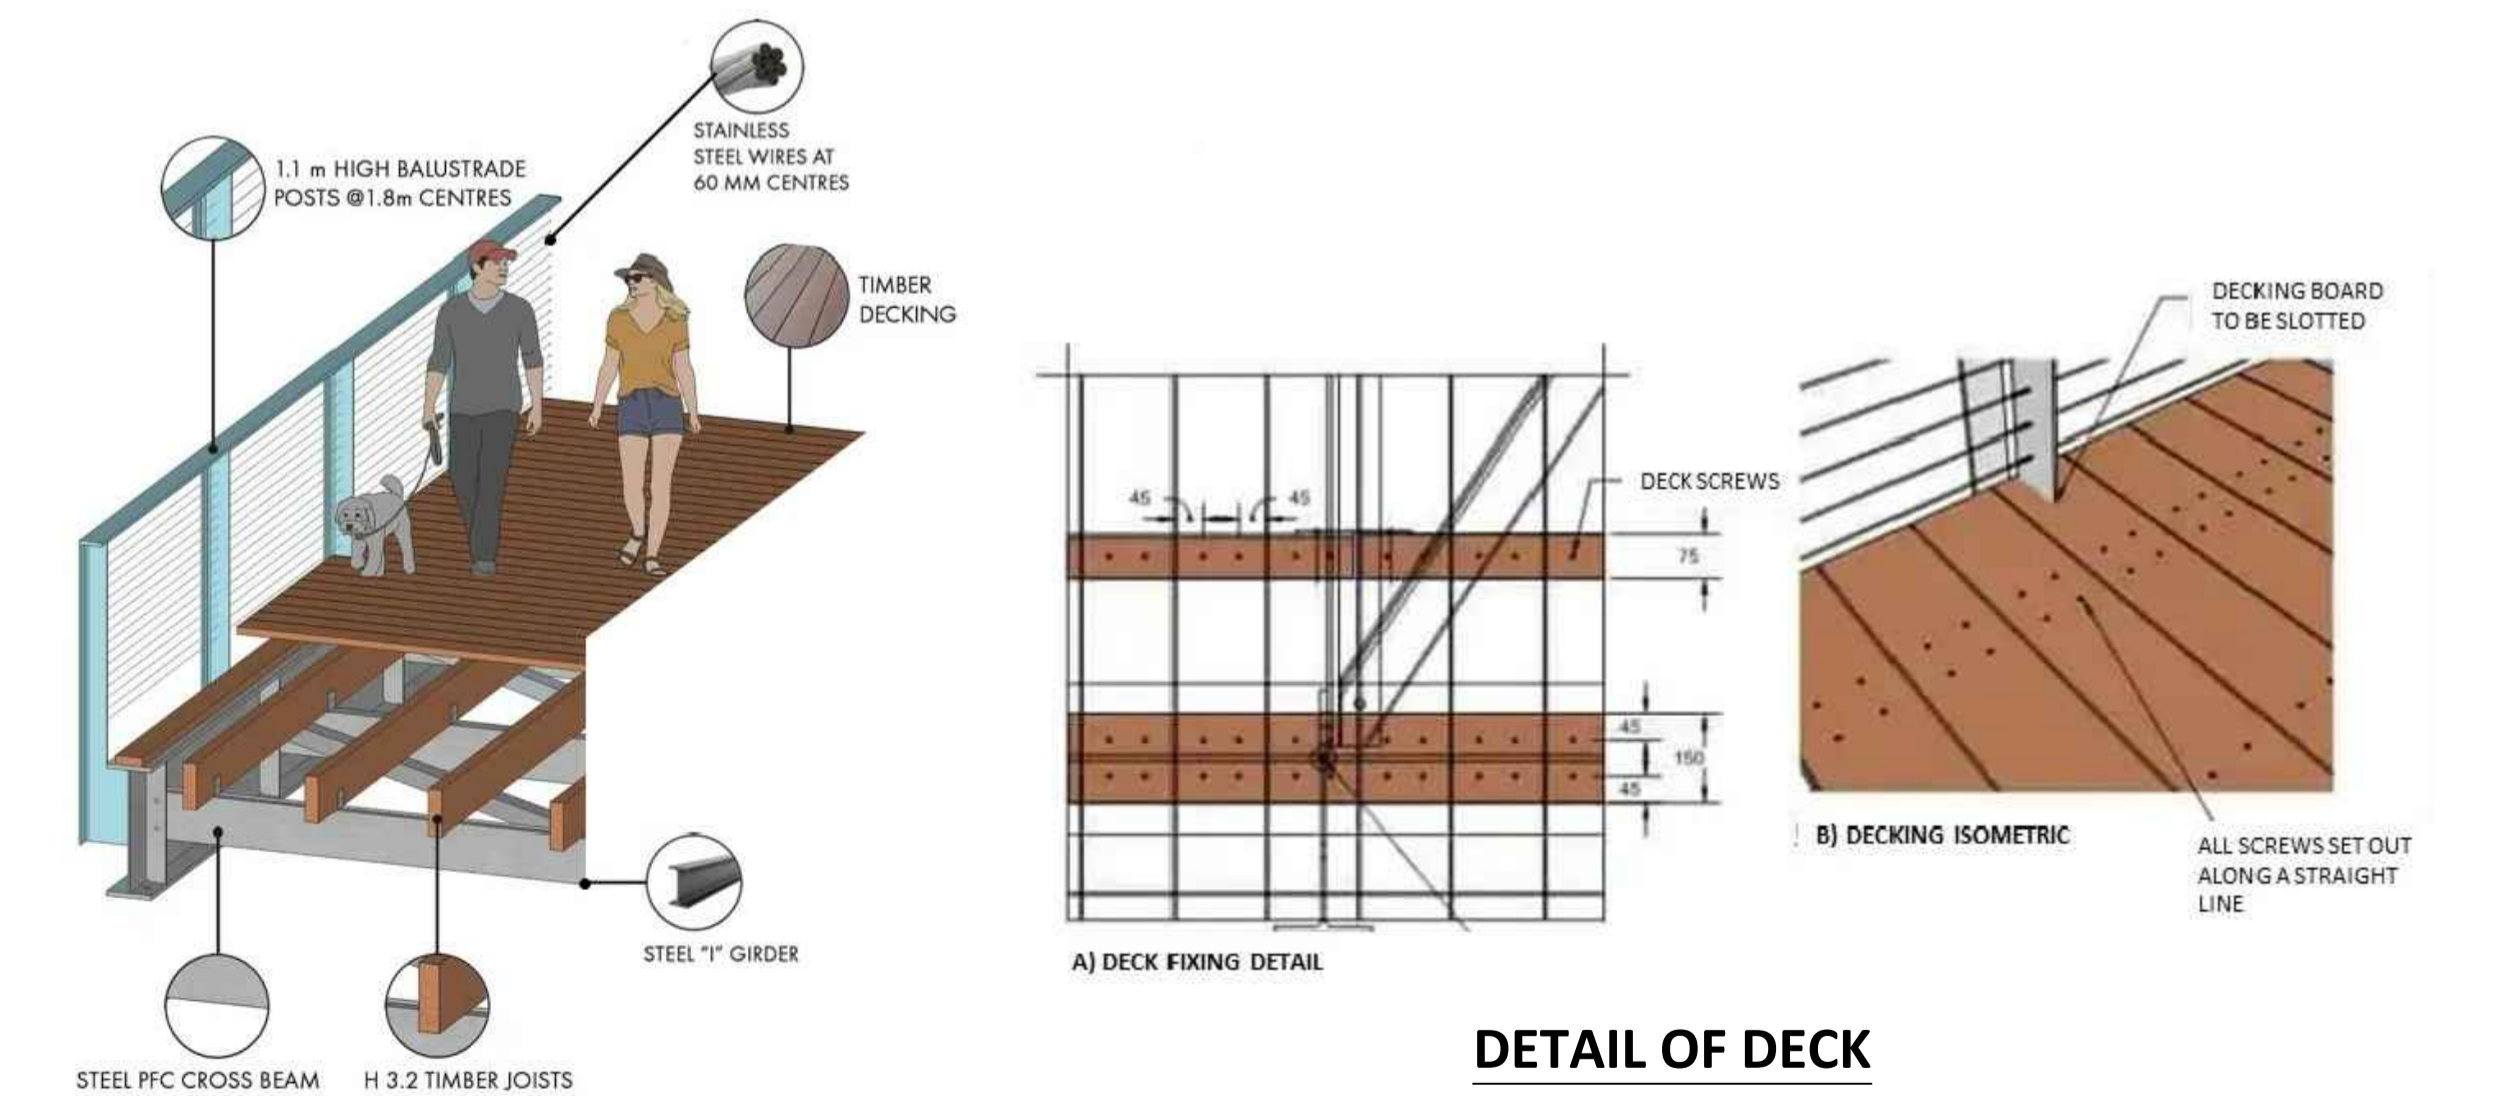 STAINLESS
STEEL WIRES AT
60 MM CENTRES
1.1 m HIGH BALUSTRADE
POSTS @1.8m CENTRES
TIMBER
DECKING
STEEL "I" GIRDER
STEEL PFC CROSS BEAM
H 3.2 TIMBER JOISTS
45
45
DECK SCREWS
75
45
150
45
A) DECK FIXING DETAIL
DECKING BOARD
TO BE SLOTTED
B) DECKING ISOMETRIC
ALL SCREWS SET OUT
ALONG A STRAIGHT
LINE
DETAIL OF DECK